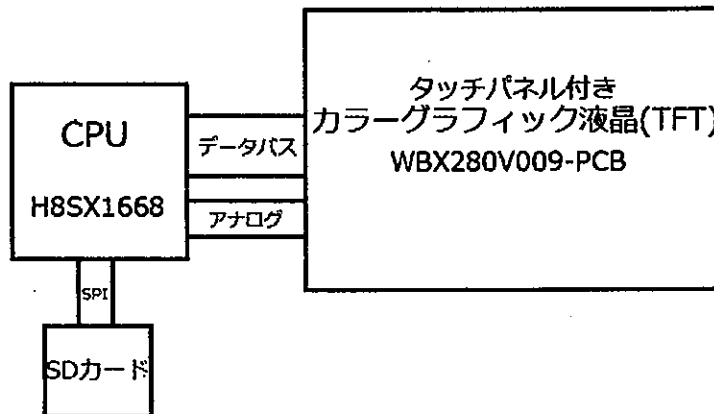 タッチパネル付き
カラーグラフィック液晶(TFT)
WBX280V009-PCB
CPU
H8SX1668
データバス
アナログ
SPI
SDカード